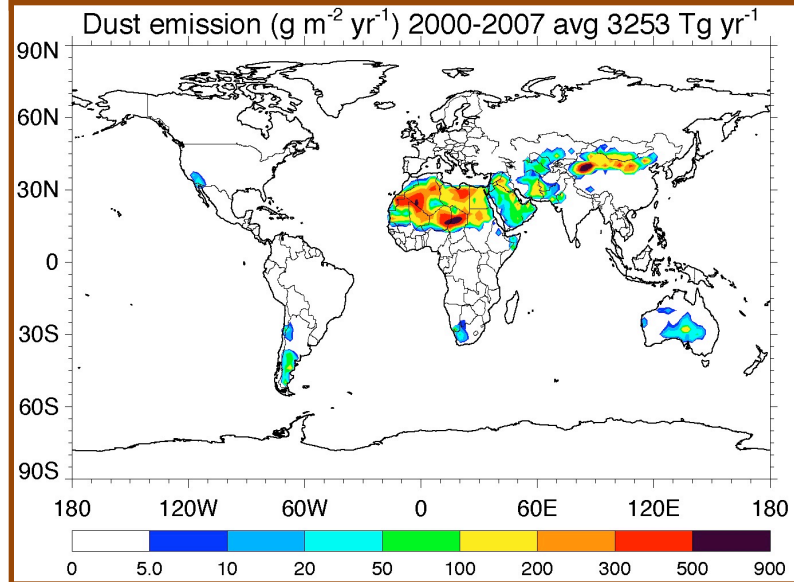 Dust emission (g m⁻² yr⁻¹) 2000-2007 avg 3253 Tg yr⁻¹
90N
60N
30N
0
30S
60S
90S
180 120W 60W 0 60E 120E 180
0 5.0 10 20 50 100 200 300 500 900